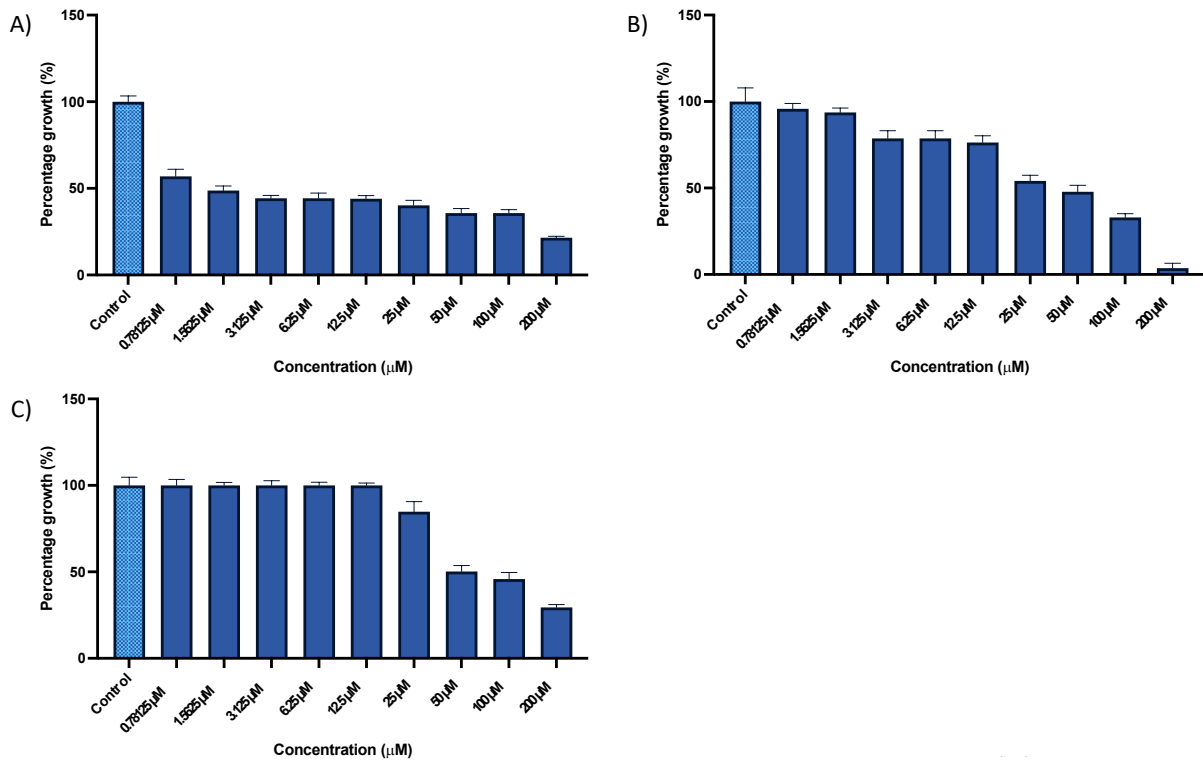 A)
Percentage growth (%)
150
100
50
0
Control
0.78125µM
1.5625µM
3.125µM
6.25µM
12.5µM
25µM
50µM
100µM
200µM
Concentration (µM)
B)
Percentage growth (%)
150
100
50
0
Control
0.78125µM
1.5625µM
3.125µM
6.25µM
12.5µM
25µM
50µM
100µM
200µM
Concentration (µM)
C)
Percentage growth (%)
150
100
50
0
Control
0.78125µM
1.5625µM
3.125µM
6.25µM
12.5µM
25µM
50µM
100µM
200µM
Concentration (µM)